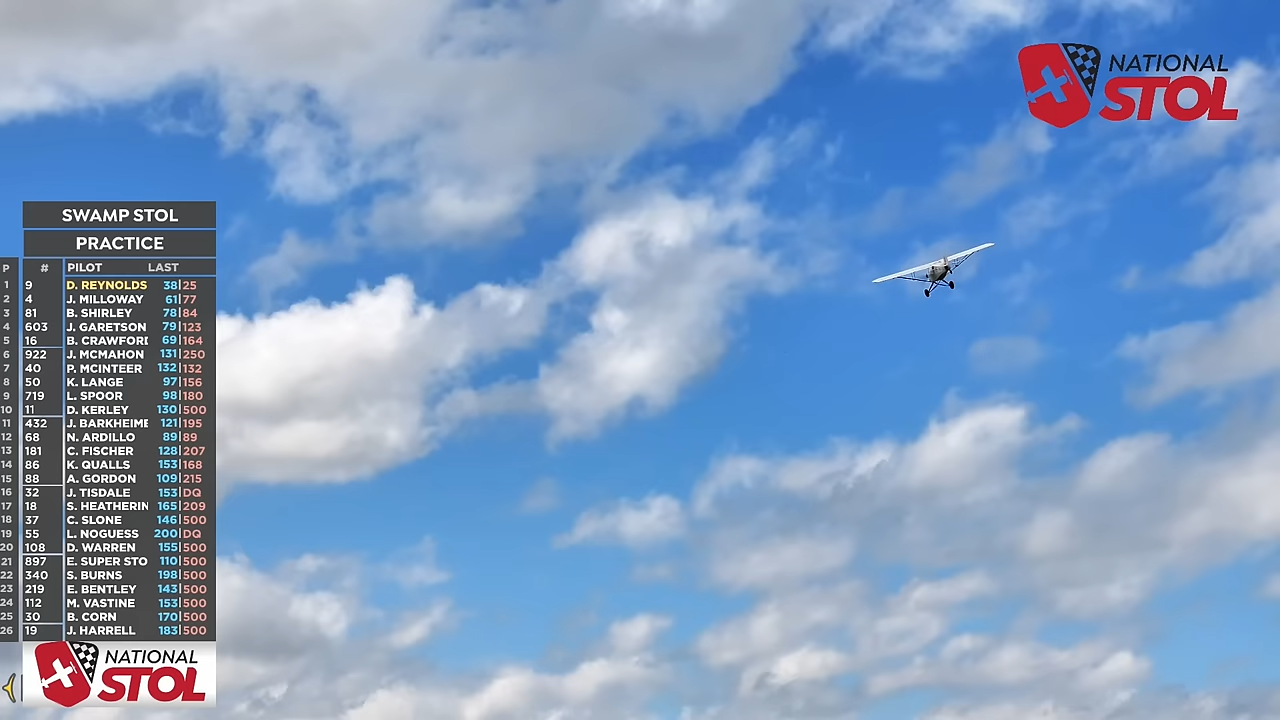 NATIONAL
STOL
SWAMP STOL
PRACTICE
P # PILOT LAST
1 9 D. REYNOLDS 38|25
2 4 J. MILLOWAY 61|77
3 81 B. SHIRLEY 78|84
4 603 J. GARETSON 79|123
5 16 B. CRAWFORD 69|164
6 922 J. MCMAHON 131|250
7 40 P. MCINTEER 132|132
8 50 K. LANGE 97|156
9 719 L. SPOOR 98|180
10 11 D. KERLEY 130|500
11 432 J. BARKHEIME 121|195
12 68 N. ARDILLO 89|89
13 181 C. FISCHER 128|207
14 86 K. QUALLS 153|168
15 88 A. GORDON 109|215
16 32 J. TISDALE 153|DQ
17 18 S. HEATHERIN 165|209
18 37 C. SLONE 146|500
19 55 L. NOGUESS 200|DQ
20 108 D. WARREN 155|500
21 897 E. SUPER STO 110|500
22 340 S. BURNS 198|500
23 219 E. BENTLEY 143|500
24 112 M. VASTINE 153|500
25 30 B. CORN 170|500
26 19 J. HARRELL 183|500
NATIONAL
STOL